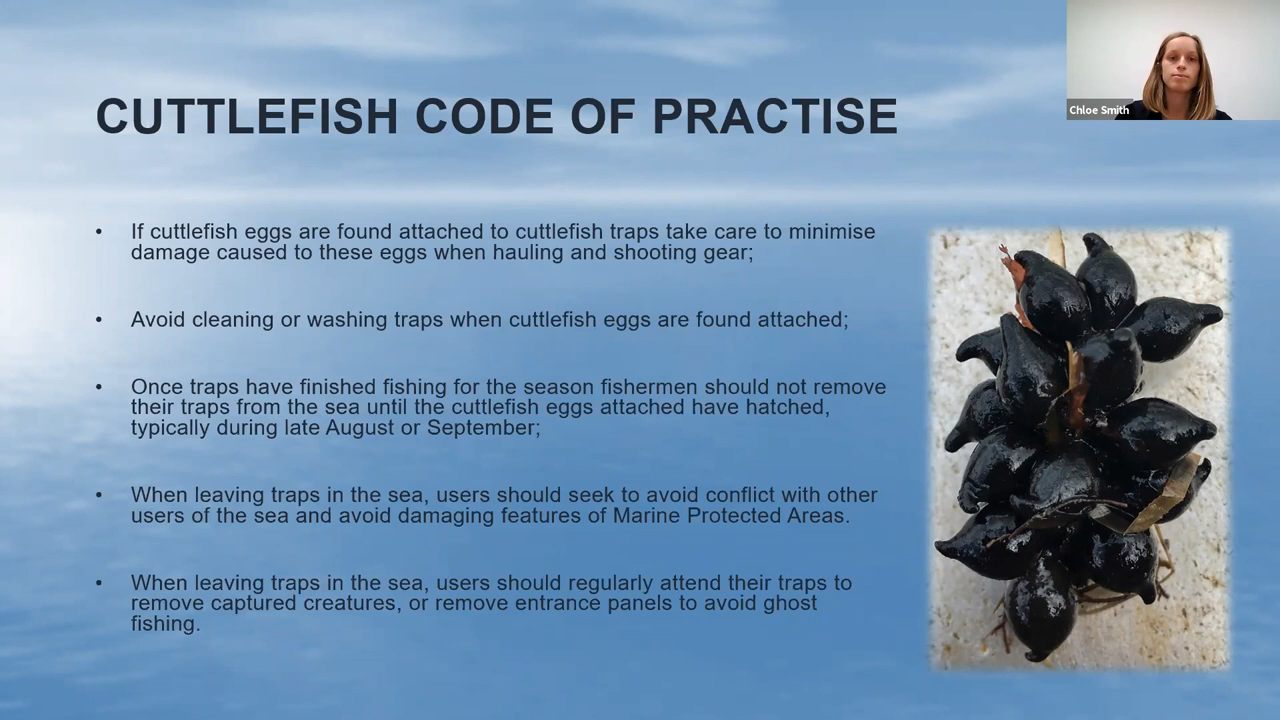 CUTTLEFISH CODE OF PRACTISE
Chloe Smith
• If cuttlefish eggs are found attached to cuttlefish traps take care to minimise
damage caused to these eggs when hauling and shooting gear;
• Avoid cleaning or washing traps when cuttlefish eggs are found attached;
• Once traps have finished fishing for the season fishermen should not remove
their traps from the sea until the cuttlefish eggs attached have hatched,
typically during late August or September;
• When leaving traps in the sea, users should seek to avoid conflict with other
users of the sea and avoid damaging features of Marine Protected Areas.
• When leaving traps in the sea, users should regularly attend their traps to
remove captured creatures, or remove entrance panels to avoid ghost
fishing.